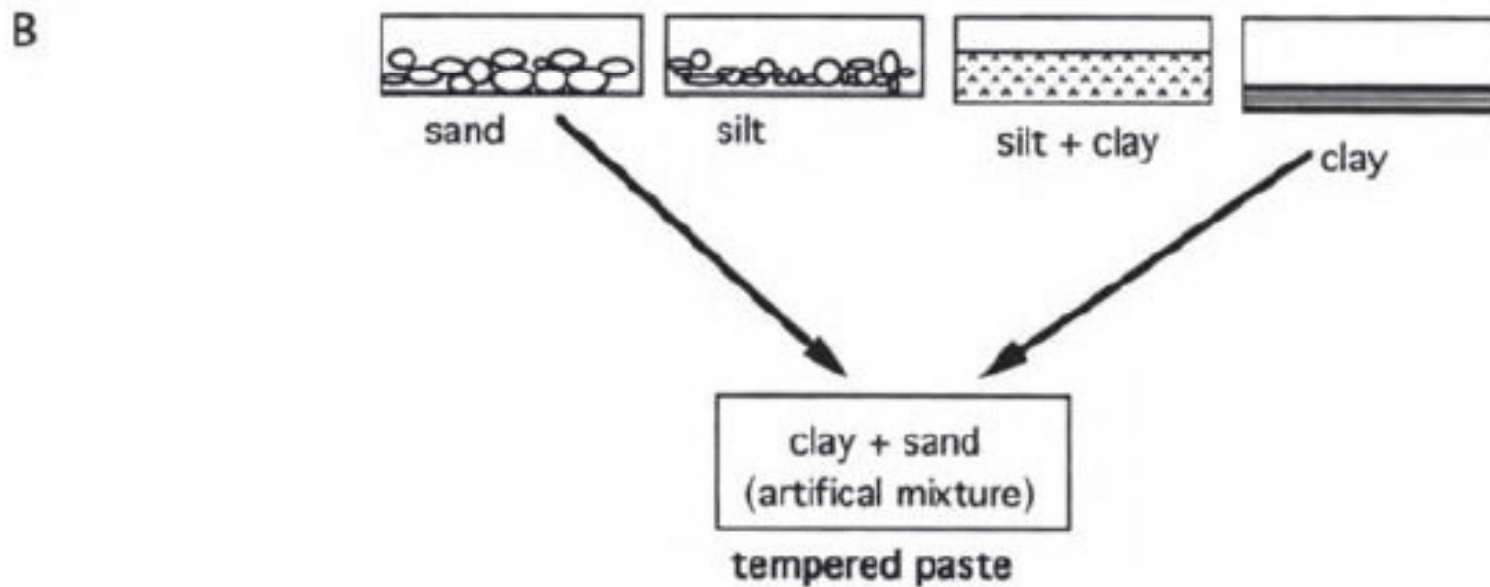 B
sand
silt
silt + clay
clay
clay + sand
(artifical mixture)
tempered paste